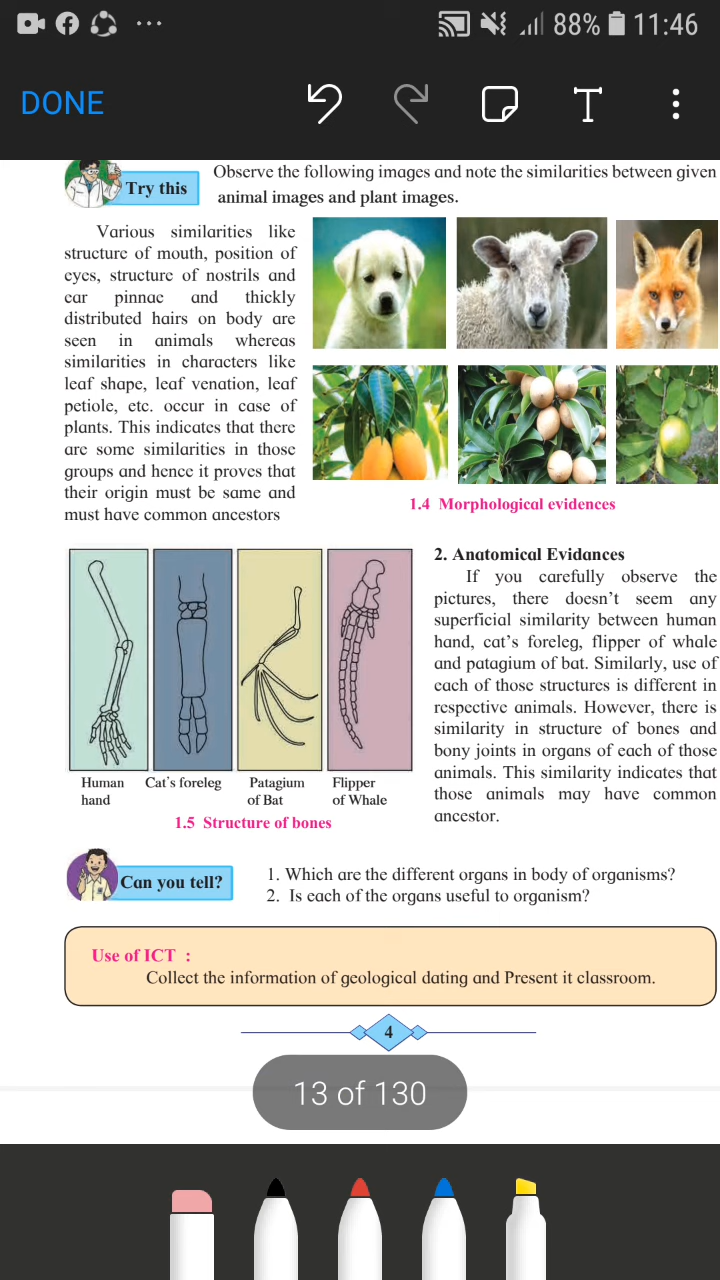 88% 11:46
DONE
T
Try this
Observe the following images and note the similarities between given
animal images and plant images.
Various similarities like
structure of mouth, position of
eyes, structure of nostrils and
ear pinnae and thickly
distributed hairs on body are
seen in animals whereas
similarities in characters like
leaf shape, leaf venation, leaf
petiole, etc. occur in case of
plants. This indicates that there
are some similarities in those
groups and hence it proves that
their origin must be same and
must have common ancestors
1.4 Morphological evidences
Human
hand
Cat's foreleg
Patagium
of Bat
Flipper
of Whale
1.5 Structure of bones
2. Anatomical Evidances
If you carefully observe the
pictures, there doesn't seem any
superficial similarity between human
hand, cat's foreleg, flipper of whale
and patagium of bat. Similarly, use of
each of those structures is different in
respective animals. However, there is
similarity in structure of bones and
bony joints in organs of each of those
animals. This similarity indicates that
those animals may have common
ancestor.
Can you tell?
1. Which are the different organs in body of organisms?
2. Is each of the organs useful to organism?
Use of ICT :
Collect the information of geological dating and Present it classroom.
4
13 of 130